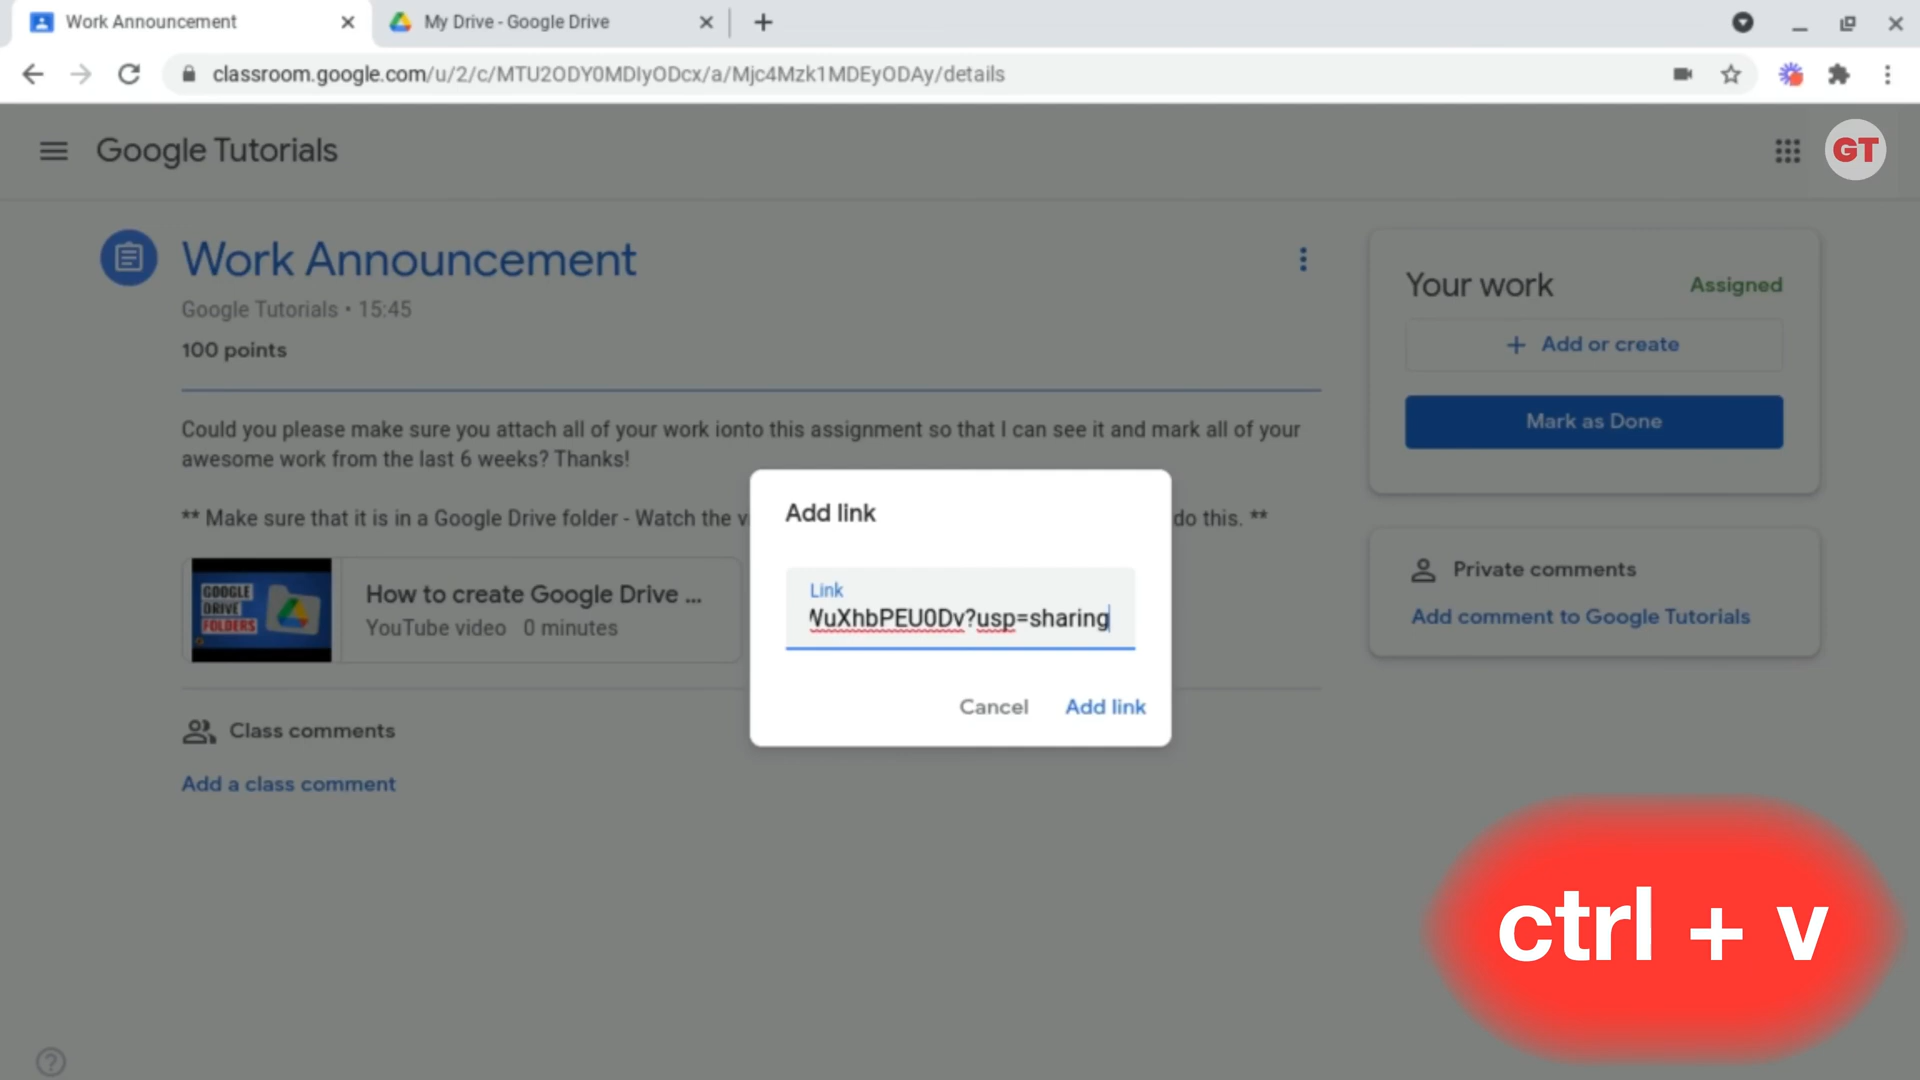 Work Announcement
My Drive - Google Drive
classroom.google.com/u/2/c/MTU2ODY0MDIyODcx/a/Mjc4Mzk1MDEyODAy/details
Google Tutorials
GT
Work Announcement
Google Tutorials • 15:45
100 points
Could you please make sure you attach all of your work ionto this assignment so that I can see it and mark all of your
awesome work from the last 6 weeks? Thanks!
** Make sure that it is in a Google Drive folder - Watch the v
do this. **
GOOGLE
DRIVE
FOLDERS
How to create Google Drive ...
YouTube video 0 minutes
Class comments
Add a class comment
Your work
Assigned
+ Add or create
Mark as Done
Private comments
Add comment to Google Tutorials
Add link
Link
WuXhbPEU0Dv?usp=sharing
Cancel
Add link
ctrl + v
?